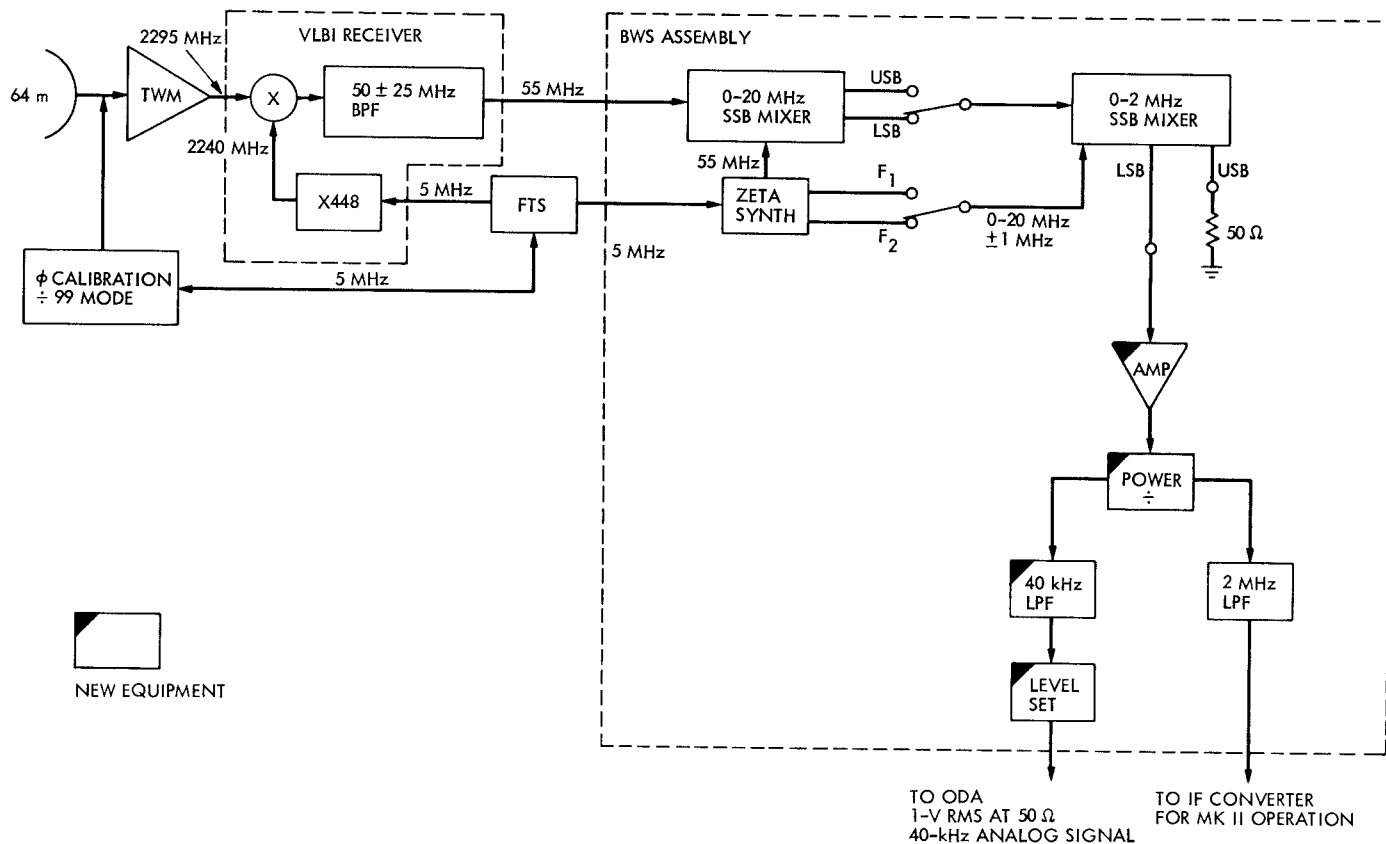 2295 MHz
VLBI RECEIVER
BWS ASSEMBLY
64 m
TWM
X
50 ± 25 MHz
BPF
55 MHz
0-20 MHz
SSB MIXER
USB
LSB
0-2 MHz
SSB MIXER
2240 MHz
55 MHz
LSB
USB
X448
5 MHz
FTS
ZETA
SYNTH
F1
F2
0-20 MHz
±1 MHz
50 Ω
5 MHz
ϕ CALIBRATION
÷ 99 MODE
5 MHz
AMP
POWER
÷
40 kHz
LPF
2 MHz
LPF
NEW EQUIPMENT
LEVEL
SET
TO ODA
1-V RMS AT 50 Ω
40-kHz ANALOG SIGNAL
TO IF CONVERTER
FOR MK II OPERATION